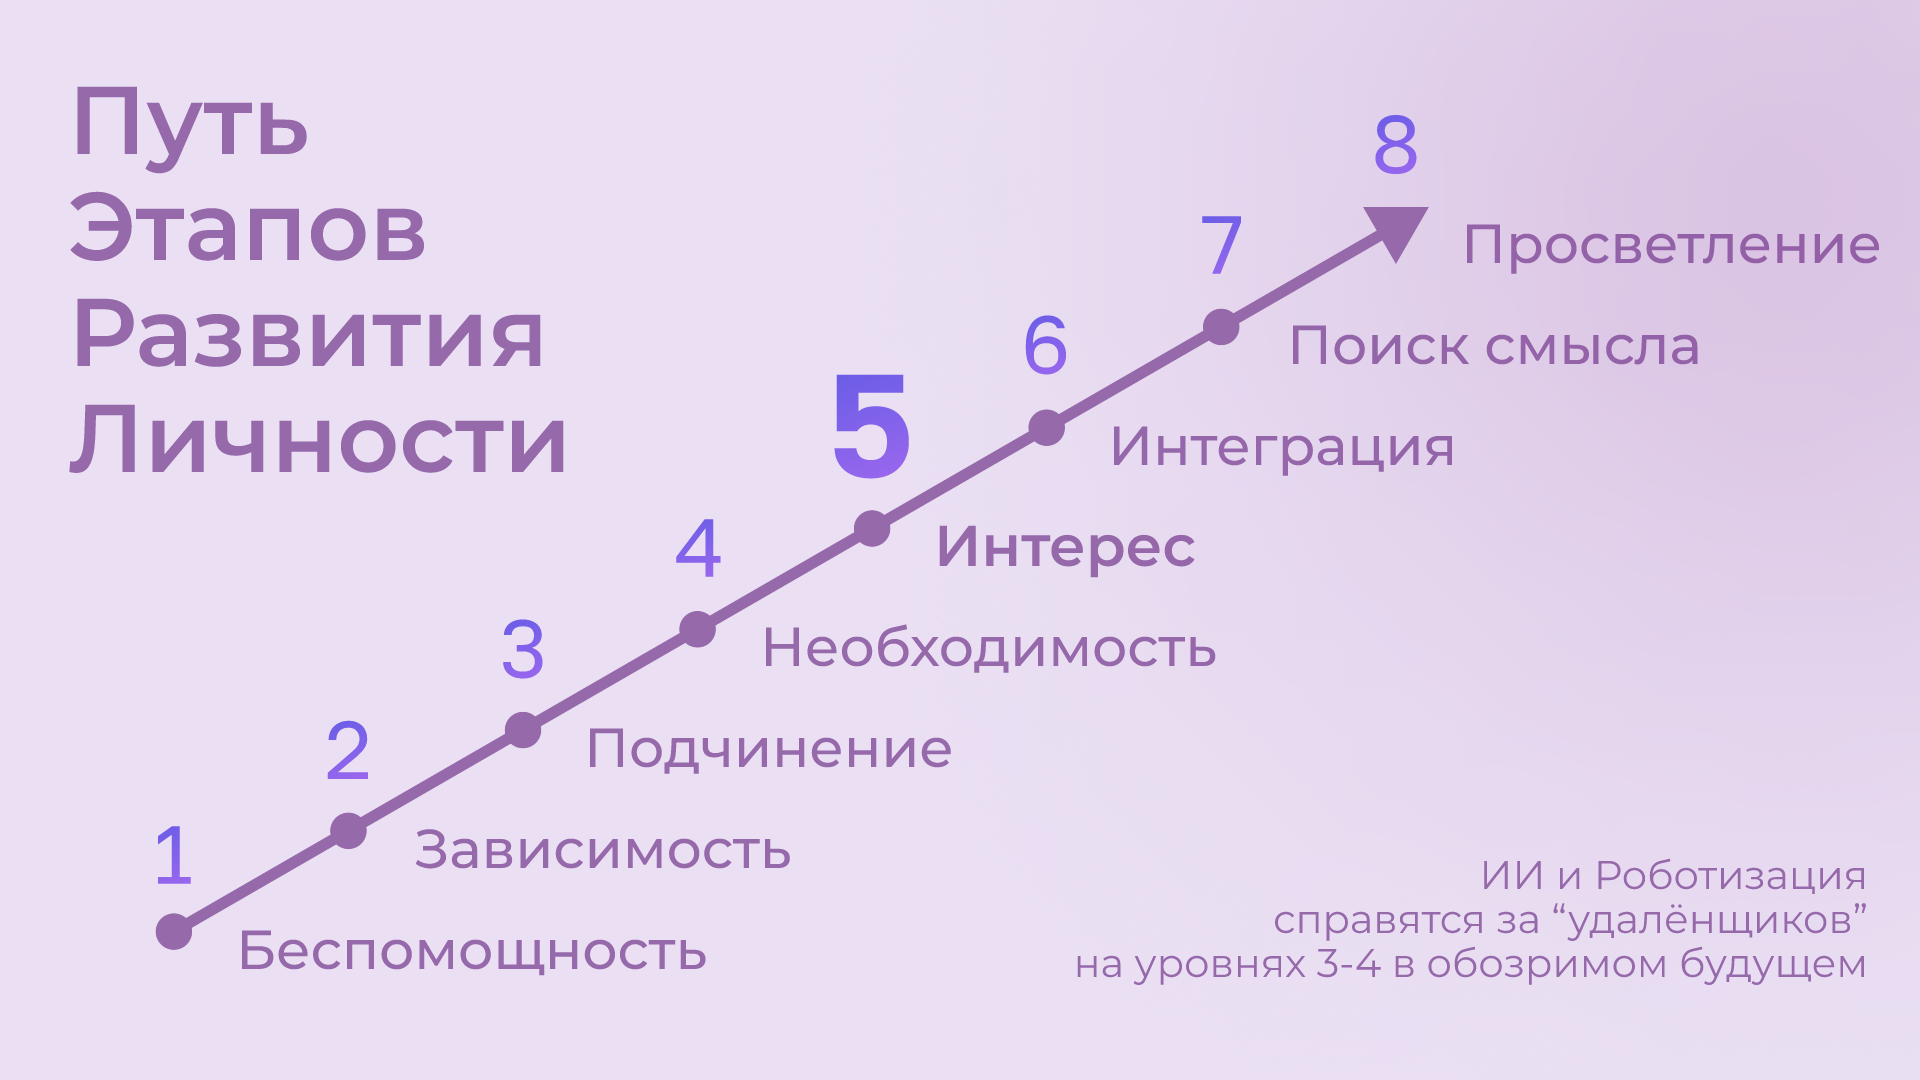 Путь
Этапов
Развития
Личности
8
Просветление
7
Поиск смысла
6
Интеграция
5
Интерес
4
Необходимость
3
Подчинение
2
Зависимость
1
Беспомощность
ИИ и Роботизация
справятся за “удалёнщиков”
на уровнях 3-4 в обозримом будущем